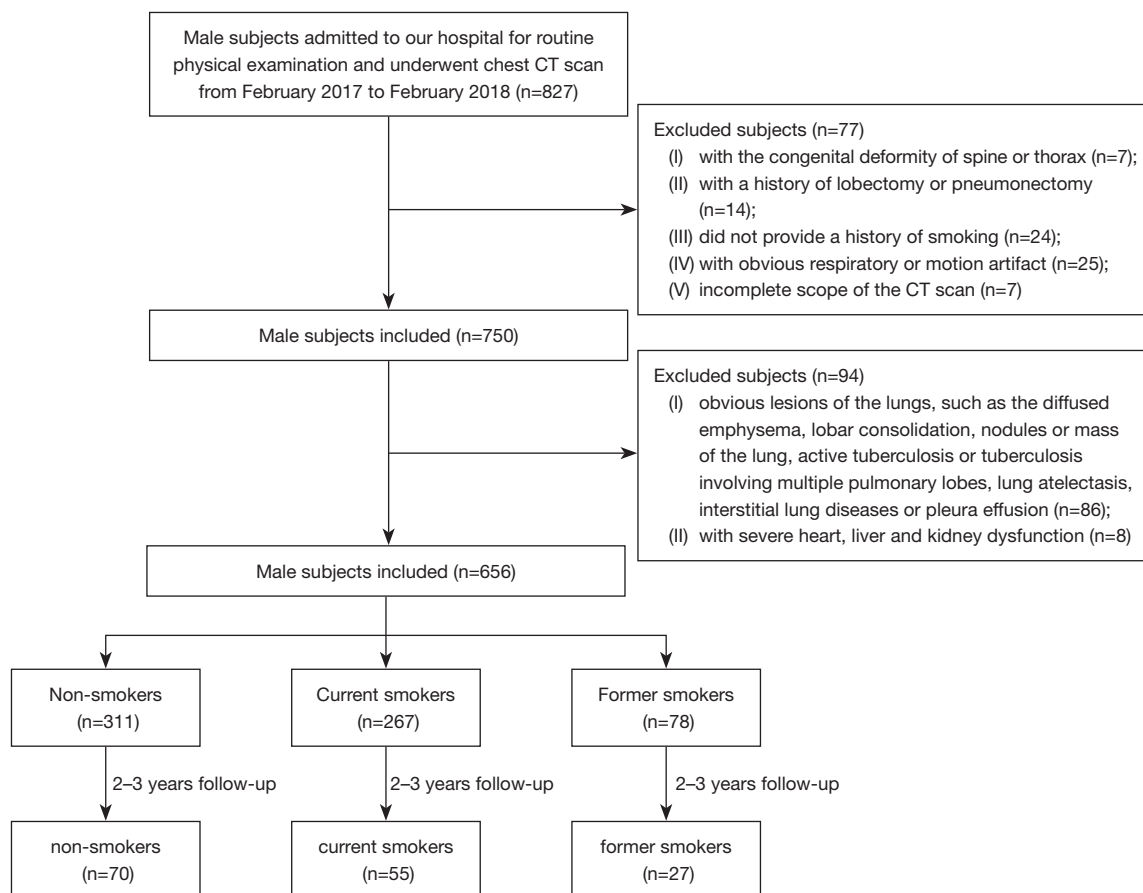 Male subjects admitted to our hospital for routine
physical examination and underwent chest CT scan
from February 2017 to February 2018 (n=827)
Excluded subjects (n=77)
(I) with the congenital deformity of spine or thorax (n=7);
(II) with a history of lobectomy or pneumonectomy
(n=14);
(III) did not provide a history of smoking (n=24);
(IV) with obvious respiratory or motion artifact (n=25);
(V) incomplete scope of the CT scan (n=7)
Male subjects included (n=750)
Excluded subjects (n=94)
(I) obvious lesions of the lungs, such as the diffused
emphysema, lobar consolidation, nodules or mass
of the lung, active tuberculosis or tuberculosis
involving multiple pulmonary lobes, lung atelectasis,
interstitial lung diseases or pleura effusion (n=86);
(II) with severe heart, liver and kidney dysfunction (n=8)
Male subjects included (n=656)
Non-smokers
(n=311)
Current smokers
(n=267)
Former smokers
(n=78)
2–3 years follow-up
2–3 years follow-up
2–3 years follow-up
non-smokers
(n=70)
current smokers
(n=55)
former smokers
(n=27)